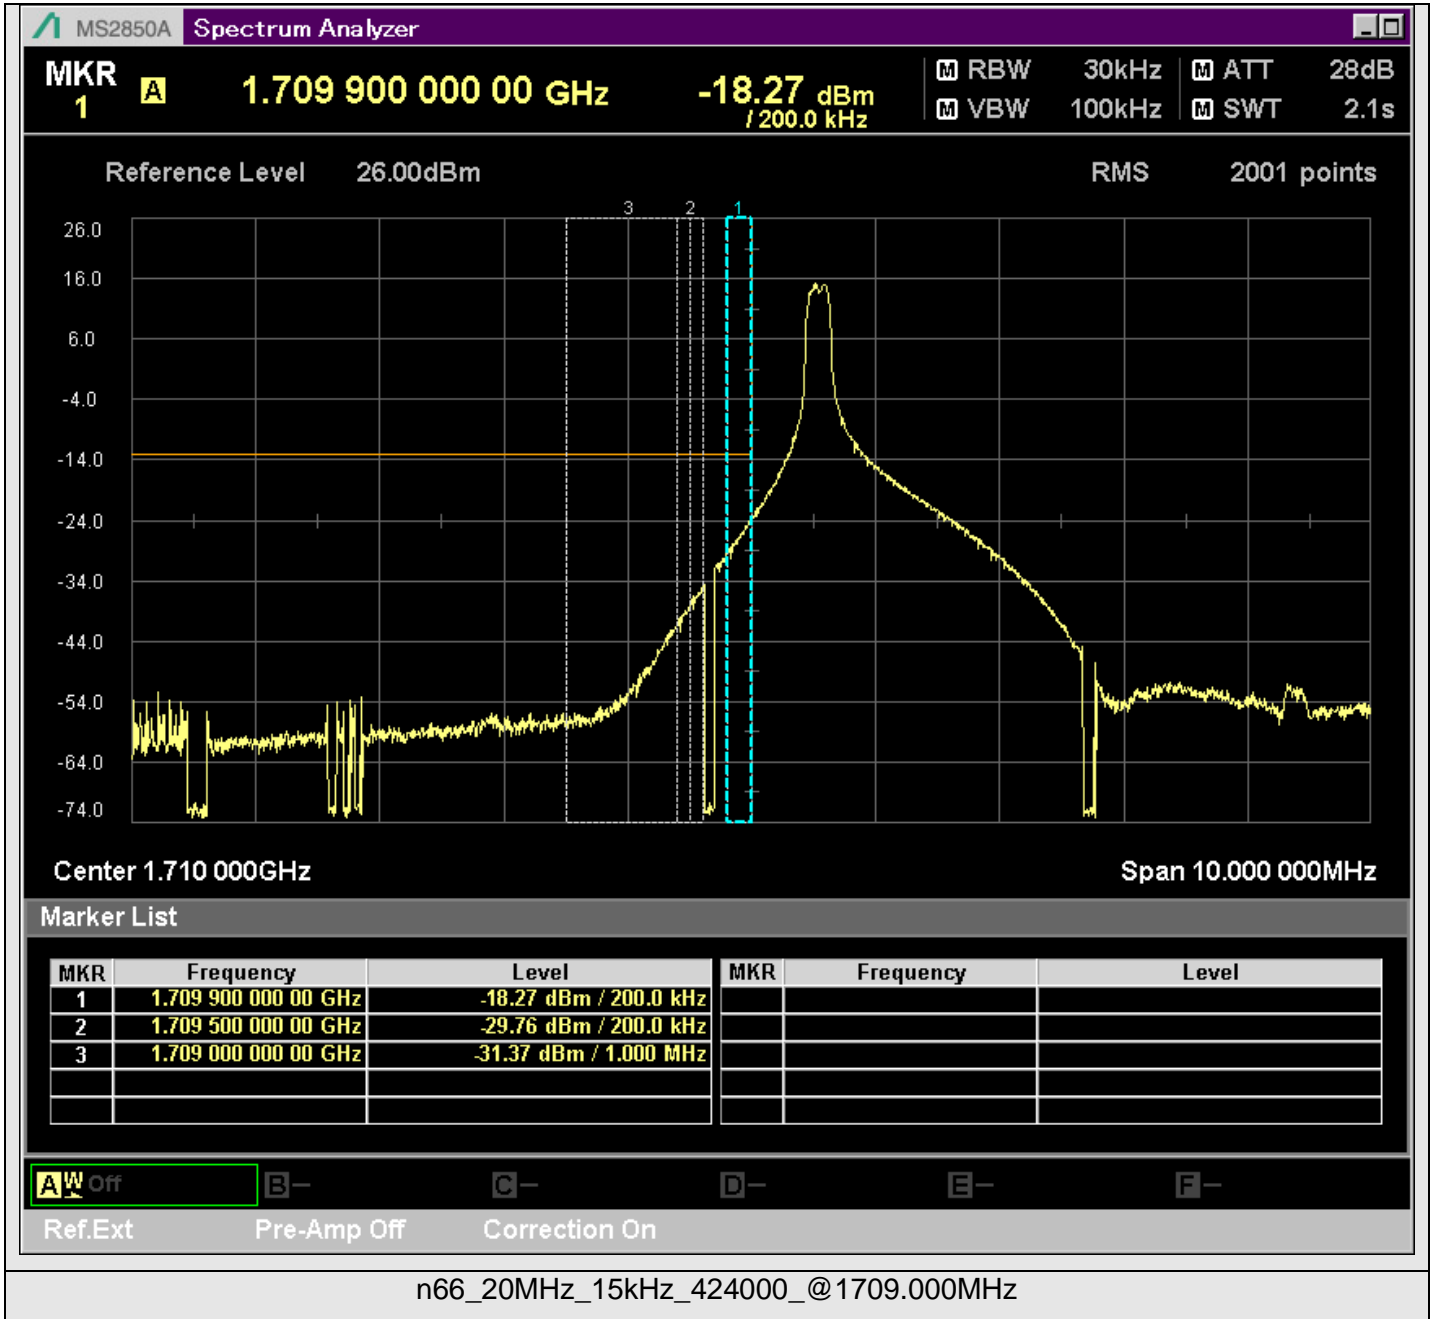 MS2850A Spectrum Analyzer
MKR 1 A 1.709 900 000 00 GHz -18.27 dBm / 200.0 kHz
M RBW 30kHz M ATT 28dB
M VBW 100kHz M SWT 2.1s
Reference Level 26.00dBm RMS 2001 points
3 2 1
26.0
16.0
6.0
-4.0
-14.0
-24.0
-34.0
-44.0
-54.0
-64.0
-74.0
Center 1.710 000GHz Span 10.000 000MHz
Marker List
MKR Frequency Level MKR Frequency Level
1 1.709 900 000 00 GHz -18.27 dBm / 200.0 kHz
2 1.709 500 000 00 GHz -29.76 dBm / 200.0 kHz
3 1.709 000 000 00 GHz -31.37 dBm / 1.000 MHz
A W Off B - C - D - E - F -
Ref.Ext Pre-Amp Off Correction On
n66_20MHz_15kHz_424000_@1709.000MHz